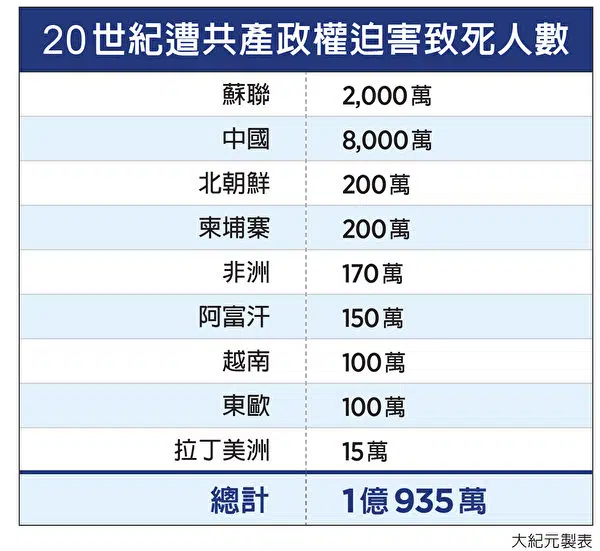 20世紀遭共產政權迫害致死人數
蘇聯 2,000萬
中國 8,000萬
北朝鮮 200萬
柬埔寨 200萬
非洲 170萬
阿富汗 150萬
越南 100萬
東歐 100萬
拉丁美洲 15萬
總計 1億935萬
大紀元製表